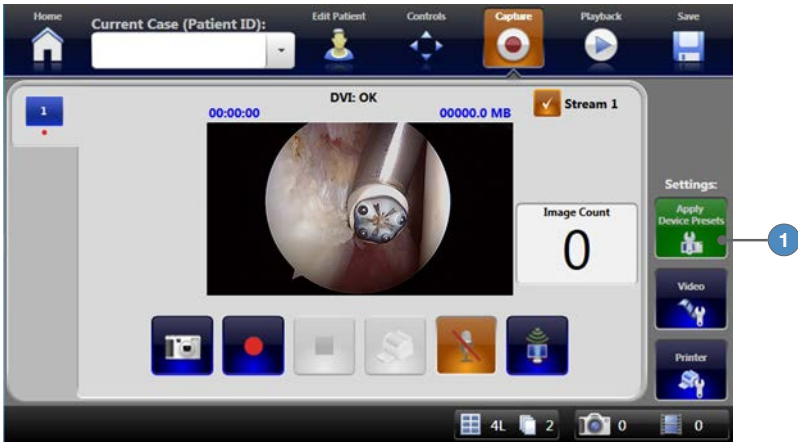 Home
Current Case (Patient ID):
Edit Patient
Controls
Capture
Playback
Save
1
DVI: OK
00:00:00
00000.0 MB
Stream 1
Image Count
0
Settings:
Apply
Device Presets
1
Video
Printer
4L
2
0
0